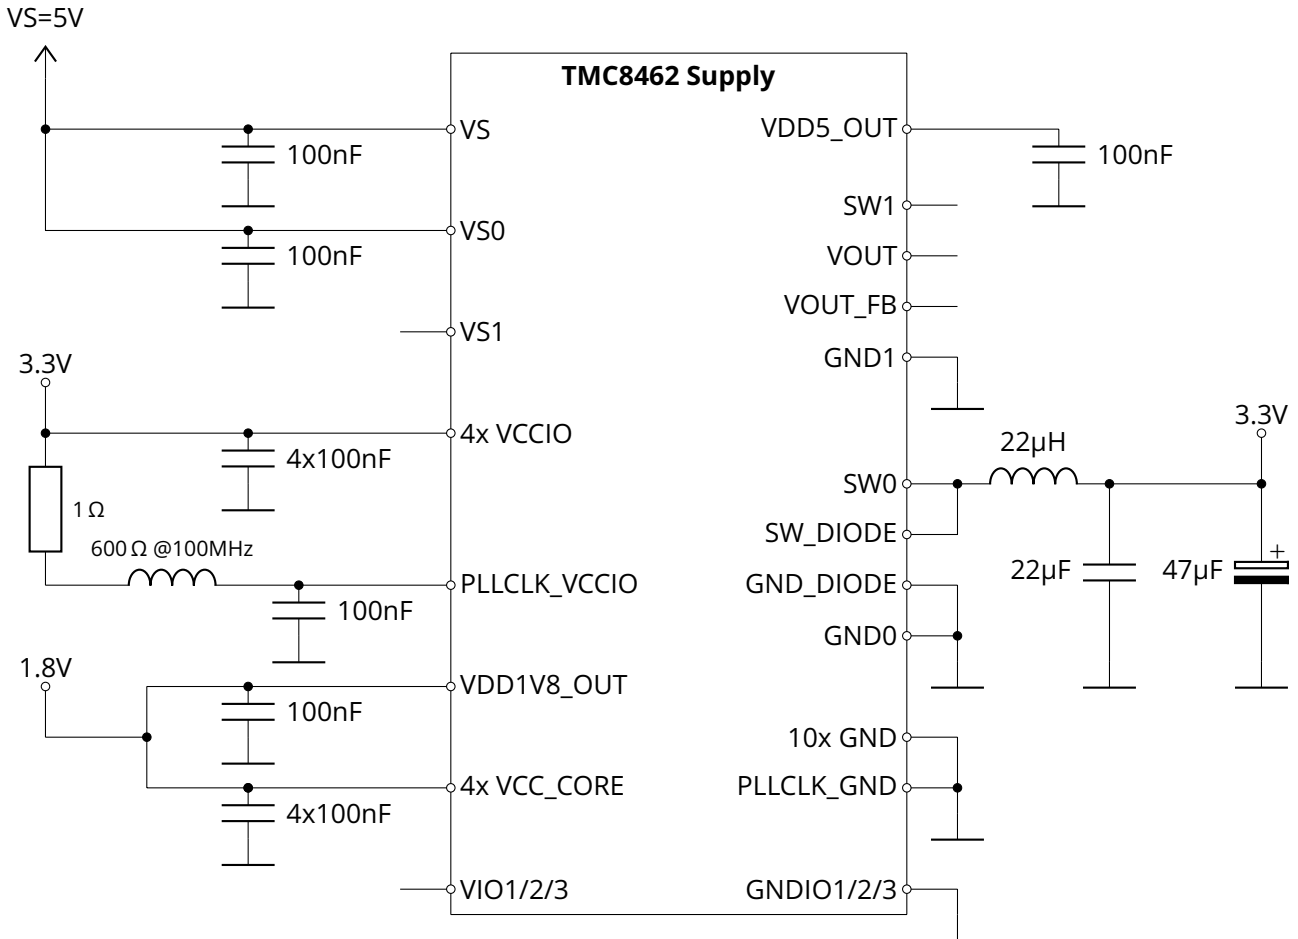 VS=5V
TMC8462 Supply
VS
VDD5_OUT
100nF
100nF
SW1
VS0
100nF
VOUT
VOUT_FB
VS1
GND1
3.3V
3.3V
4x VCCIO
22µH
4x100nF
SW0
1 Ω
SW_DIODE
600 Ω @100MHz
+
22µF
47µF
PLLCLK_VCCIO
GND_DIODE
100nF
GND0
1.8V
VDD1V8_OUT
100nF
10x GND
4x VCC_CORE
PLLCLK_GND
4x100nF
VIO1/2/3
GNDIO1/2/3